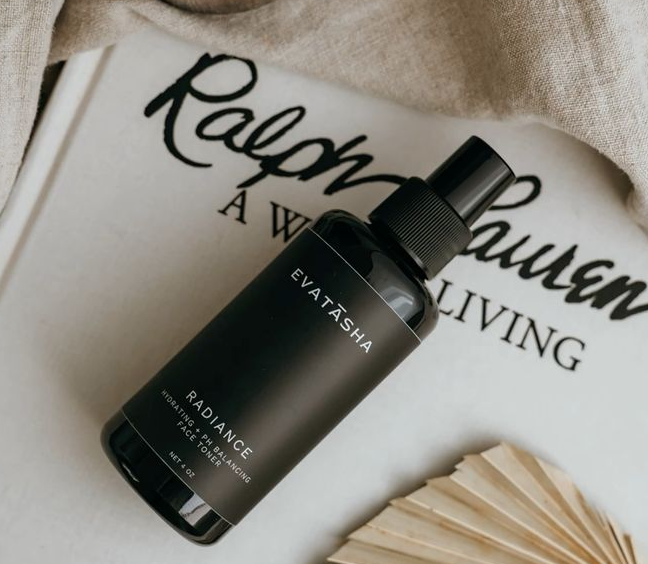 Ralph Lauren
A W LIVING
EVATĀSHA
RADIANCE
HYDRATING + PH BALANCING
FACE TONER
NET 4 OZ